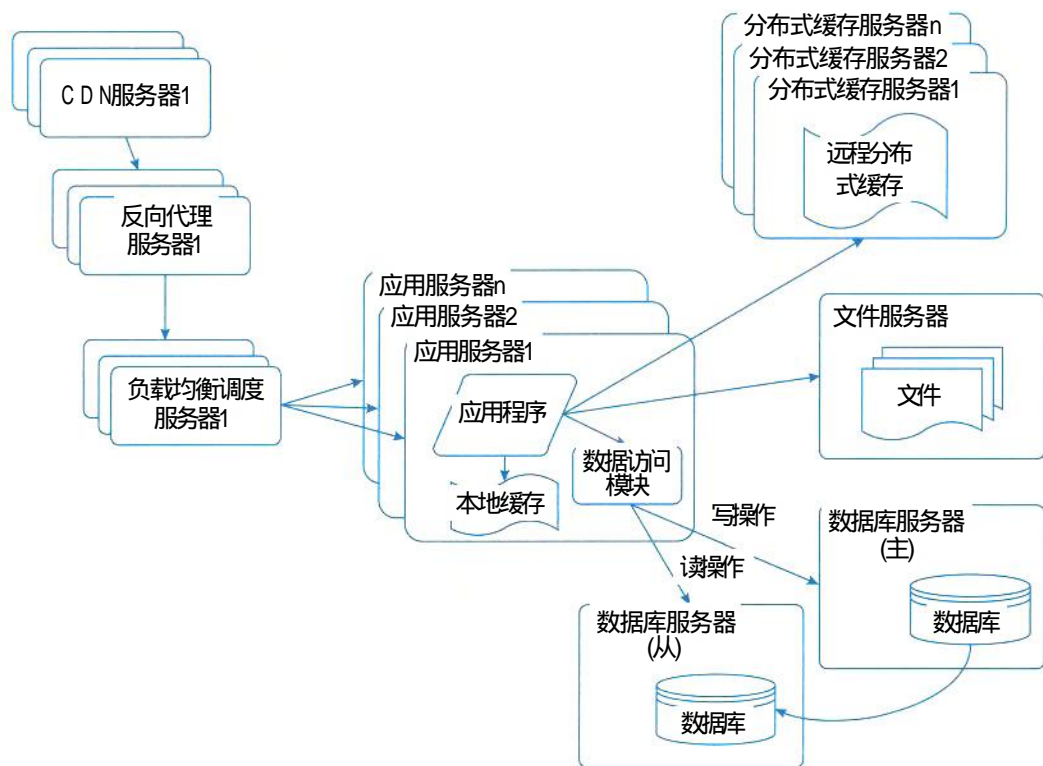 C D N服务器1
反向代理
服务器1
负载均衡调度
服务器1
应用服务器n
应用服务器2
应用服务器1
应用程序
本地缓存
数据访问
模块
分布式缓存服务器n
分布式缓存服务器2
分布式缓存服务器1
远程分布
式缓存
文件服务器
文件
写操作
读操作
数据库服务器
(主)
数据库
数据库服务器
(从)
数据库